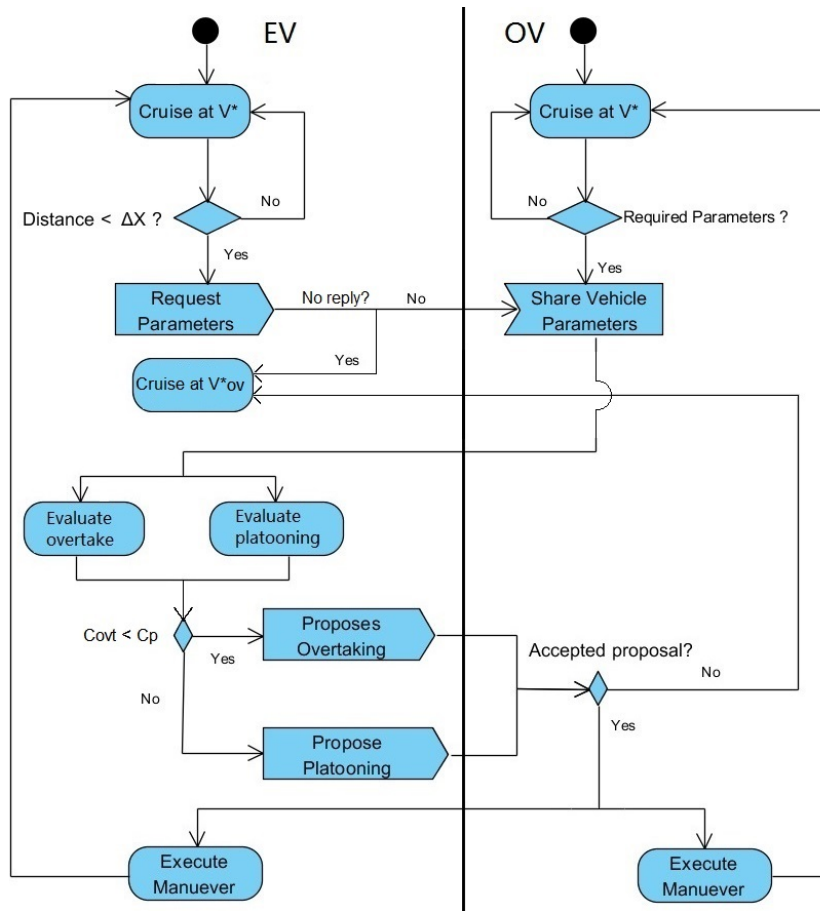 EV
OV
Cruise at V*
Cruise at V*
No
No
Distance < ΔX ?
Required Parameters ?
Yes
Yes
Request
Parameters
No reply?
No
Share Vehicle
Parameters
Yes
Cruise at V*ov
Evaluate
overtake
Evaluate
platooning
Covt < Cp
Yes
Proposes
Overtaking
Accepted proposal?
No
No
Yes
Propose
Platooning
Execute
Manuever
Execute
Manuever